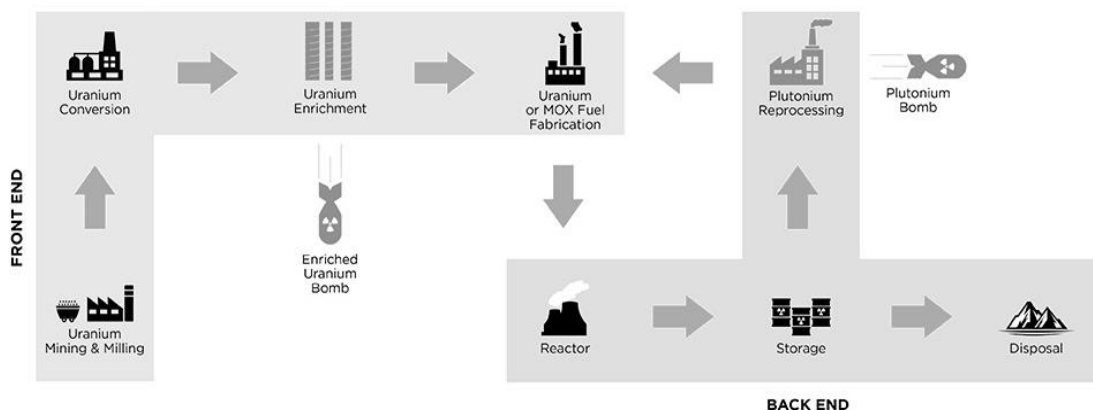 Uranium
Conversion
Uranium
Enrichment
Uranium
or MOX Fuel
Fabrication
Plutonium
Reprocessing
Plutonium
Bomb
FRONT END
Enriched
Uranium
Bomb
Uranium
Mining & Milling
Reactor
Storage
Disposal
BACK END